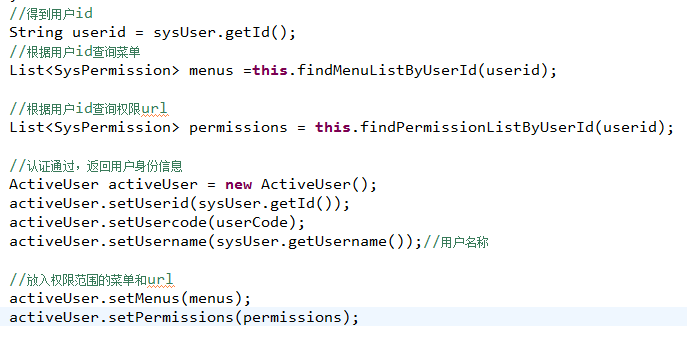 //得到用户id
String userid = sysUser.getId();
//根据用户id查询菜单
List<SysPermission> menus =this.findMenuListByUserId(userid);
//根据用户id查询权限url
List<SysPermission> permissions = this.findPermissionListByUserId(userid);
//认证通过，返回用户身份信息
ActiveUser activeUser = new ActiveUser();
activeUser.setUserid(sysUser.getId());
activeUser.setUsercode(userCode);
activeUser.setUsername(sysUser.getUsername());//用户名称
//放入权限范围的菜单和url
activeUser.setMenus(menus);
activeUser.setPermissions(permissions);